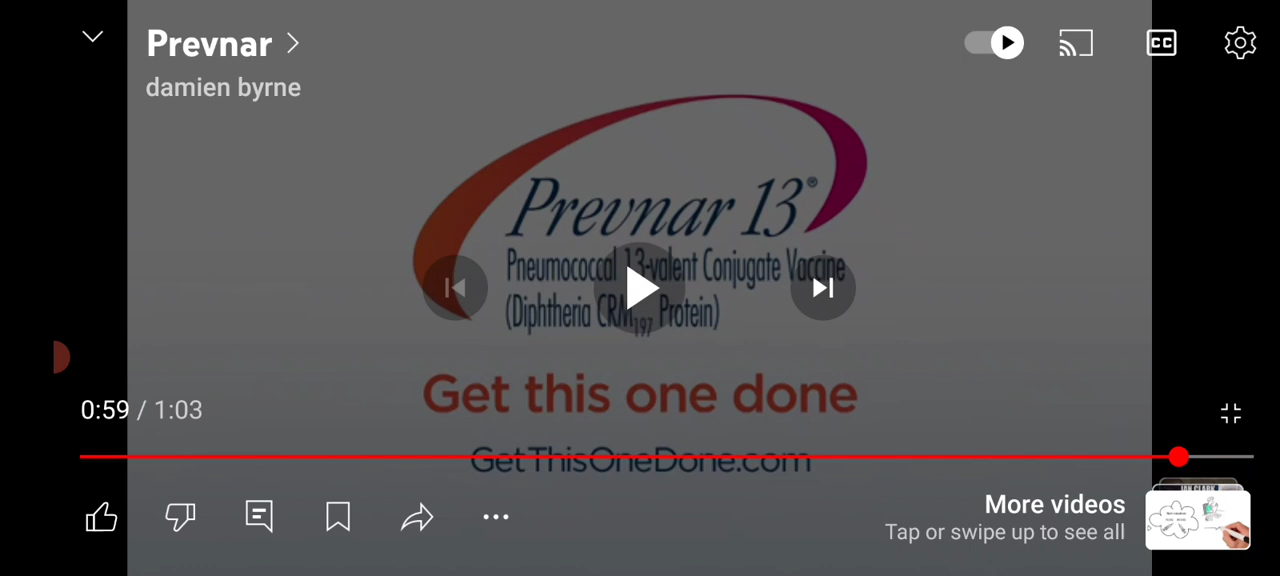 Prevnar
damien byrne
CC
Prevnar 13®
Pneumococcal 13-valent Conjugate Vaccine
(Diphtheria CRM197 Protein)
Get this one done
GetThisOneDone.com
0:59 / 1:03
More videos
Tap or swipe up to see all